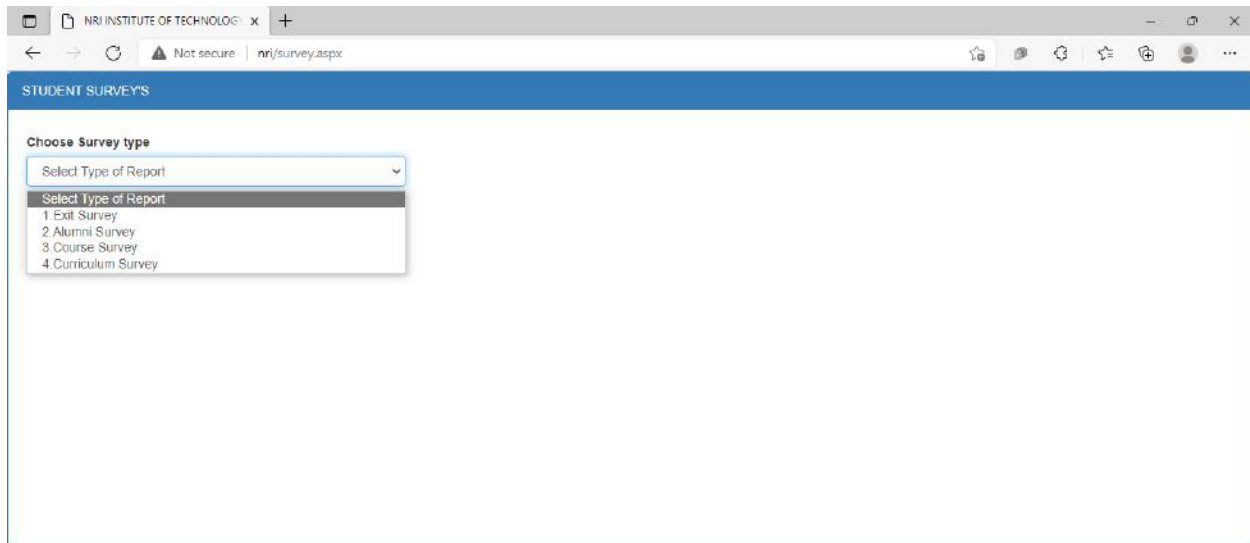 NRI INSTITUTE OF TECHNOLOG
Not secure | nri/survey.aspx
STUDENT SURVEY'S
Choose Survey type
Select Type of Report
Select Type of Report
1.Exit Survey
2.Alumni Survey
3.Course Survey
4.Curriculum Survey